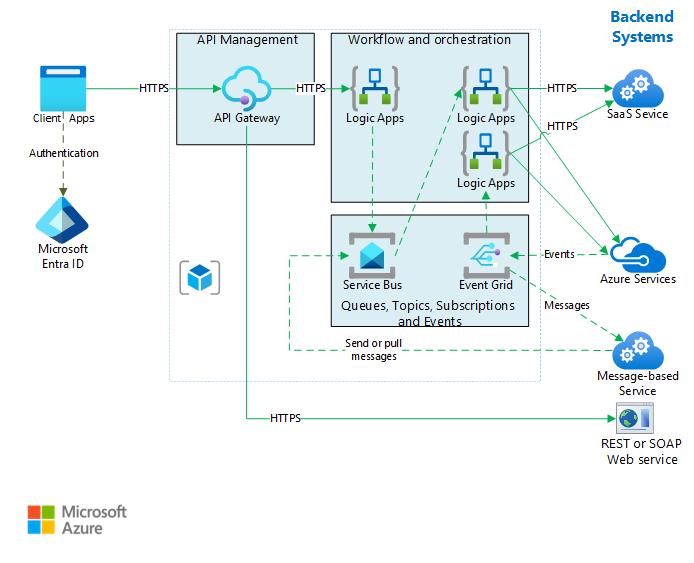 Backend
Systems
API Management
Workflow and orchestration
HTTPS
HTTPS
HTTPS
Client Apps
API Gateway
Logic Apps
Logic Apps
SaaS Sevice
HTTPS
Authentication
Logic Apps
Microsoft
Entra ID
Events
Service Bus
Event Grid
Azure Services
Queues, Topics, Subscriptions
and Events
Messages
Send or pull
messages
Message-based
Service
HTTPS
REST or SOAP
Web service
Microsoft
Azure